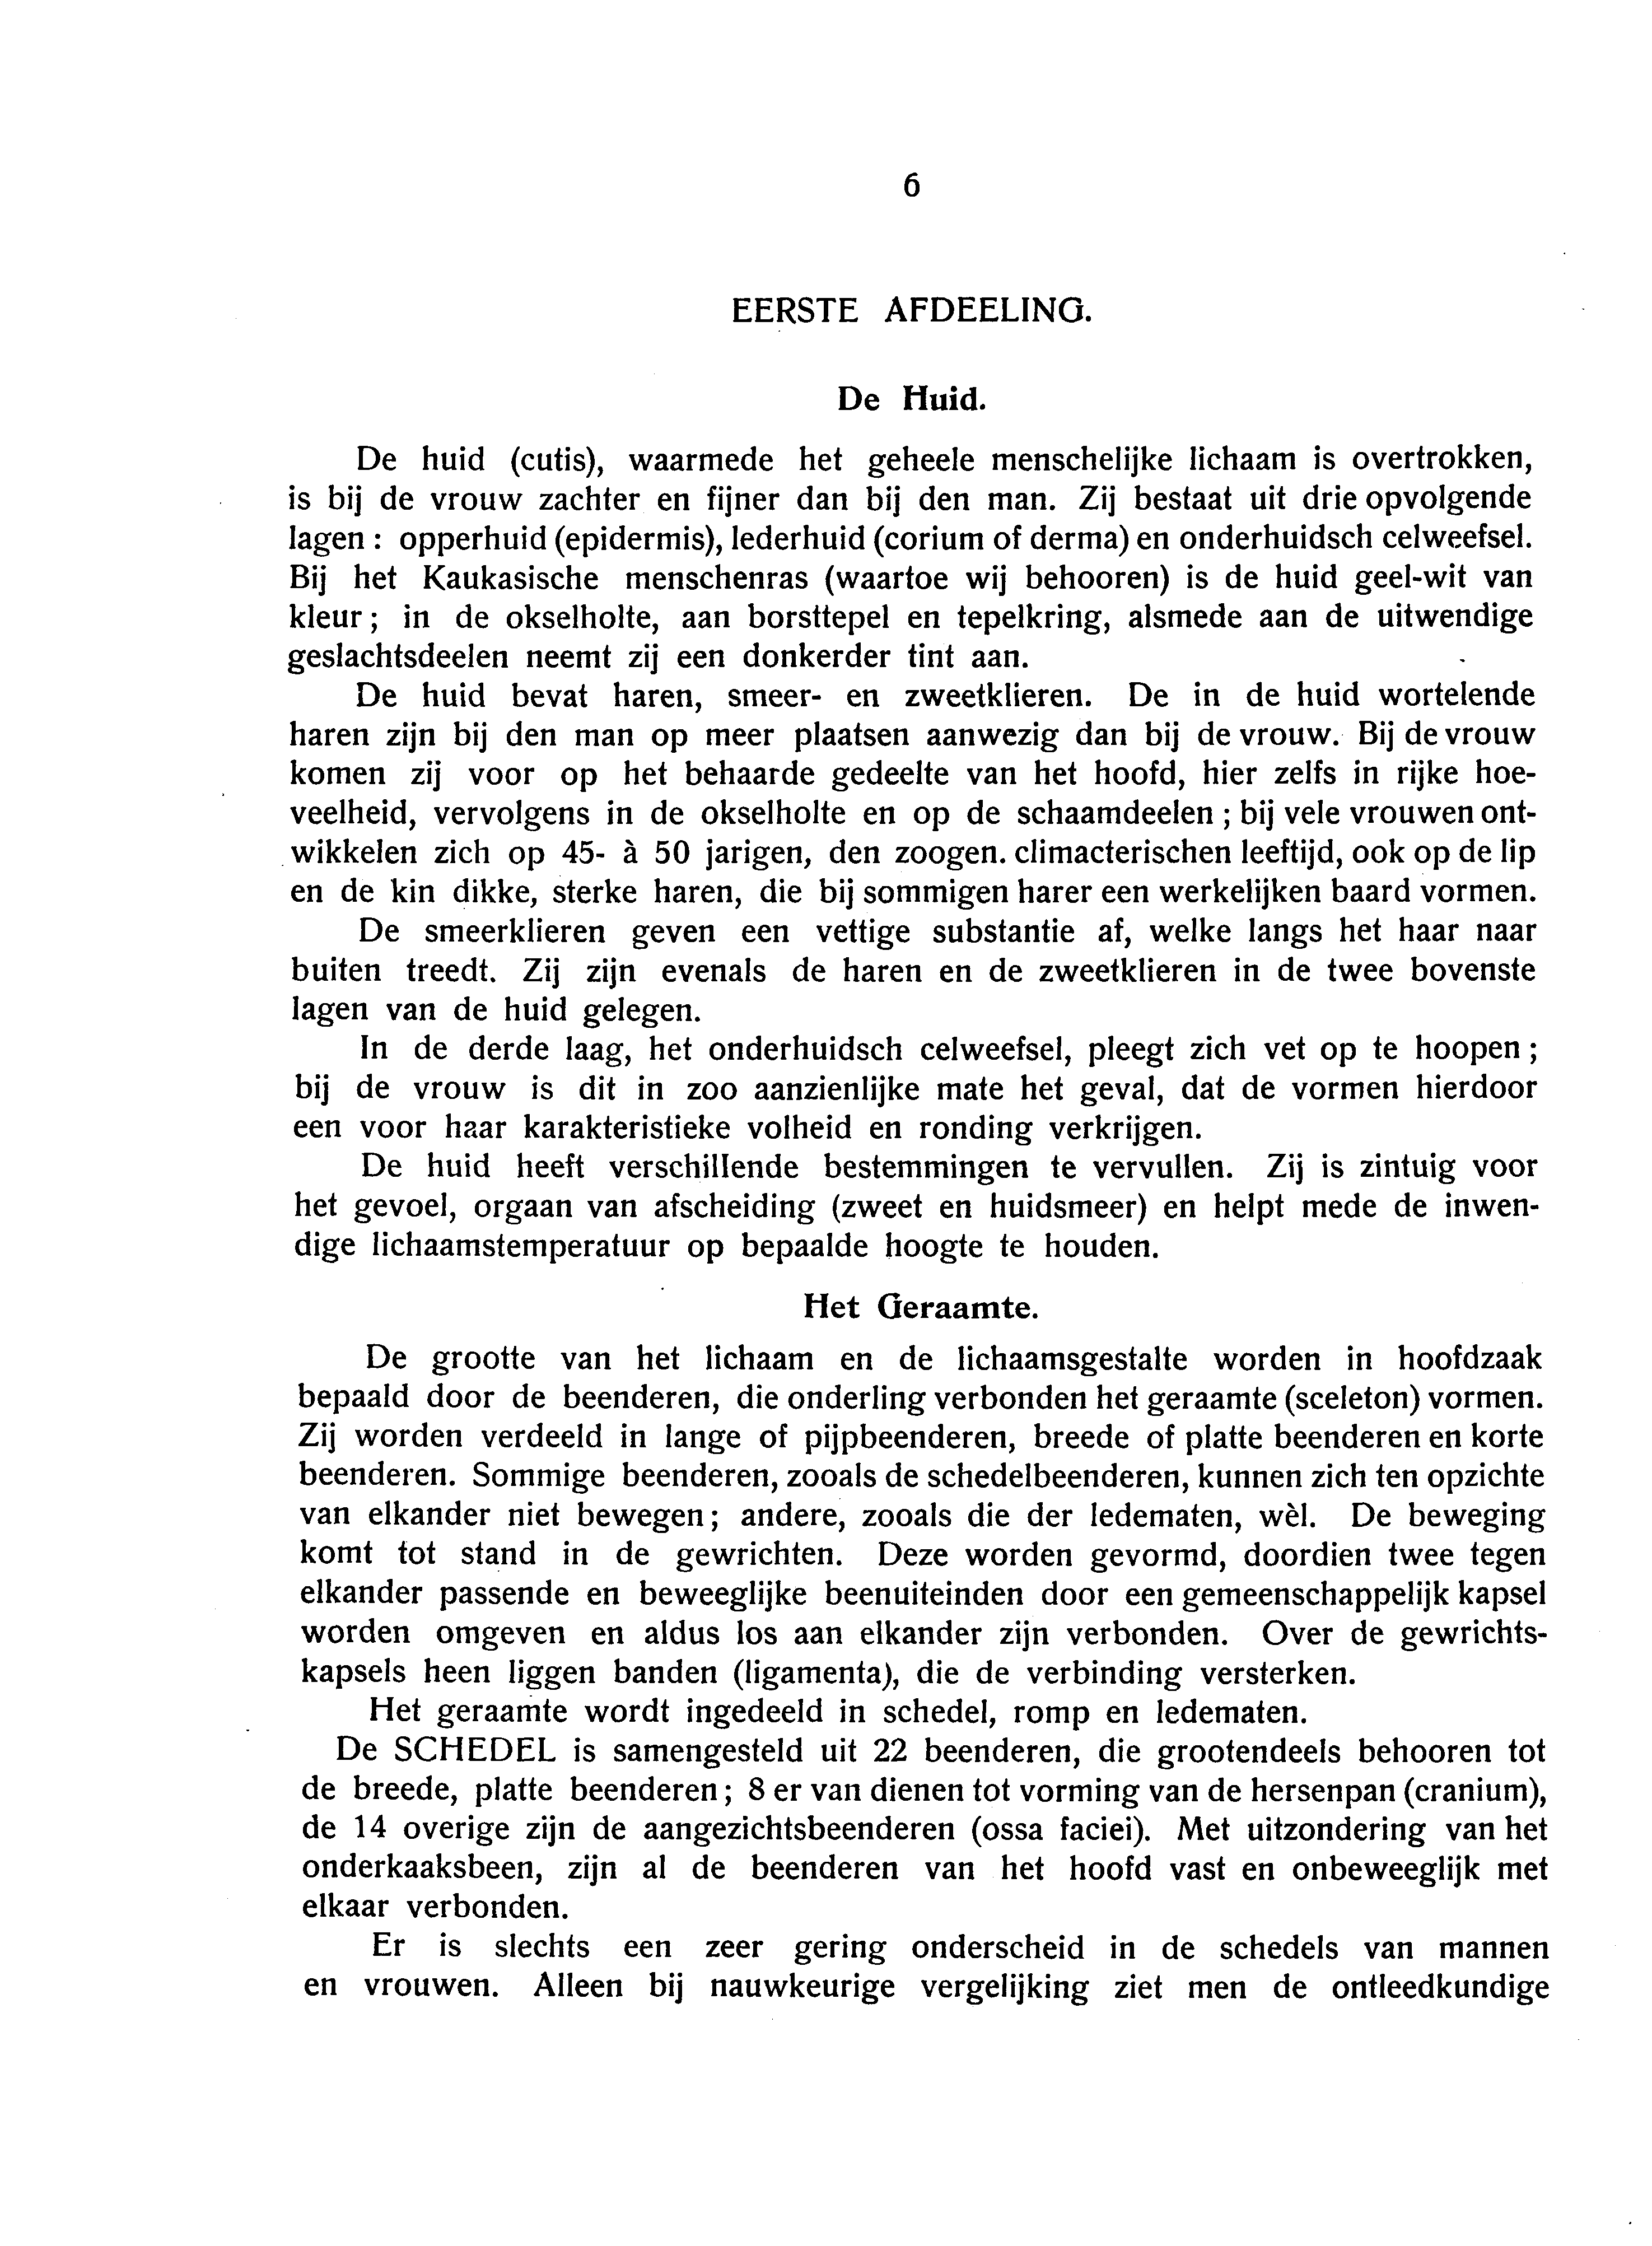 6
EERSTE AFDEELING.
De Huid.
De huid (cutis), waarmede het geheele menschelijke lichaam is overtrokken,
is bij de vrouw zachter en fijner dan bij den man. Zij bestaat uit drie opvolgende
lagen : opperhuid (epidermis), lederhuid (corium of derma) en onderhuidsch celweefsel.
Bij het Kaukasische menschenras (waartoe wij behooren) is de huid geel-wit van
kleur ; in de okselholte, aan borsttepel en tepelkring, alsmede aan de uitwendige
geslachtsdeelen neemt zij een donkerder tint aan.
De huid bevat haren, smeer- en zweetklieren. De in de huid wortelende
haren zijn bij den man op meer plaatsen aanwezig dan bij de vrouw. Bij de vrouw
komen zij voor op het behaarde gedeelte van het hoofd, hier zelfs in rijke hoe-
veelheid, vervolgens in de okselholte en op de schaamdeelen ; bij vele vrouwen ont-
wikkelen zich op 45- à 50 jarigen, den zoogen. climacterischen leeftijd, ook op de lip
en de kin dikke, sterke haren, die bij sommigen harer een werkelijken baard vormen.
De smeerklieren geven een vettige substantie af, welke langs het haar naar
buiten treedt. Zij zijn evenals de haren en de zweetklieren in de twee bovenste
lagen van de huid gelegen.
In de derde laag, het onderhuidsch celweefsel, pleegt zich vet op te hoopen ;
bij de vrouw is dit in zoo aanzienlijke mate het geval, dat de vormen hierdoor
een voor haar karakteristieke volheid en ronding verkrijgen.
De huid heeft verschillende bestemmingen te vervullen. Zij is zintuig voor
het gevoel, orgaan van afscheiding (zweet en huidsmeer) en helpt mede de inwen-
dige lichaamstemperatuur op bepaalde hoogte te houden.
Het Geraamte.
De grootte van het lichaam en de lichaamsgestalte worden in hoofdzaak
bepaald door de beenderen, die onderling verbonden het geraamte (sceleton) vormen.
Zij worden verdeeld in lange of pijpbeenderen, breede of platte beenderen en korte
beenderen. Sommige beenderen, zooals de schedelbeenderen, kunnen zich ten opzichte
van elkander niet bewegen ; andere, zooals die der ledematen, wèl. De beweging
komt tot stand in de gewrichten. Deze worden gevormd, doordien twee tegen
elkander passende en beweeglijke beenuiteinden door een gemeenschappelijk kapsel
worden omgeven en aldus los aan elkander zijn verbonden. Over de gewrichts-
kapsels heen liggen banden (ligamenta), die de verbinding versterken.
Het geraamte wordt ingedeeld in schedel, romp en ledematen.
De SCHEDEL is samengesteld uit 22 beenderen, die grootendeels behooren tot
de breede, platte beenderen ; 8 er van dienen tot vorming van de hersenpan (cranium),
de 14 overige zijn de aangezichtsbeenderen (ossa faciei). Met uitzondering van het
onderkaaksbeen, zijn al de beenderen van het hoofd vast en onbeweeglijk met
elkaar verbonden.
Er is slechts een zeer gering onderscheid in de schedels van mannen
en vrouwen. Alleen bij nauwkeurige vergelijking ziet men de ontleedkundige